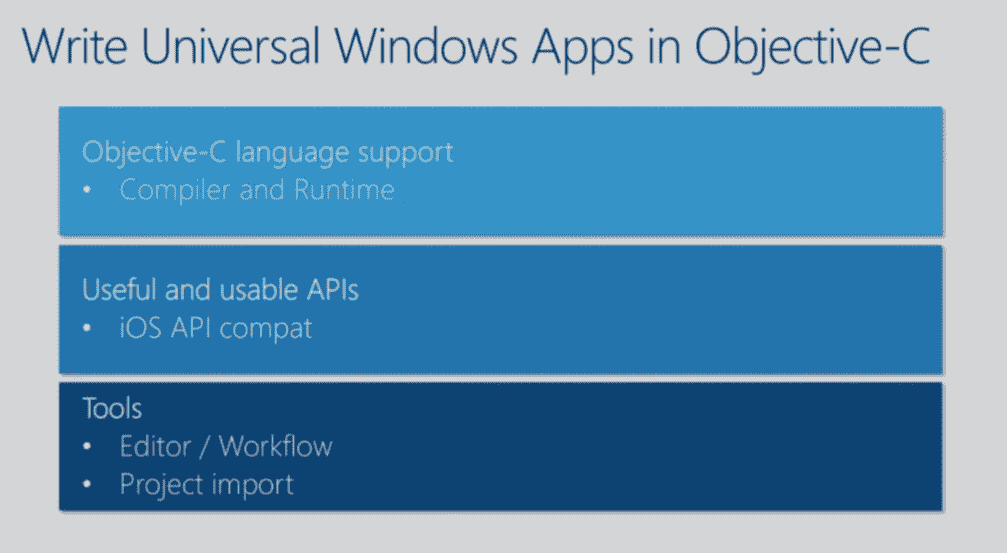 Write Universal Windows Apps in Objective-C
Objective-C language support
• Compiler and Runtime
Useful and usable APIs
• iOS API compat
Tools
• Editor / Workflow
• Project import